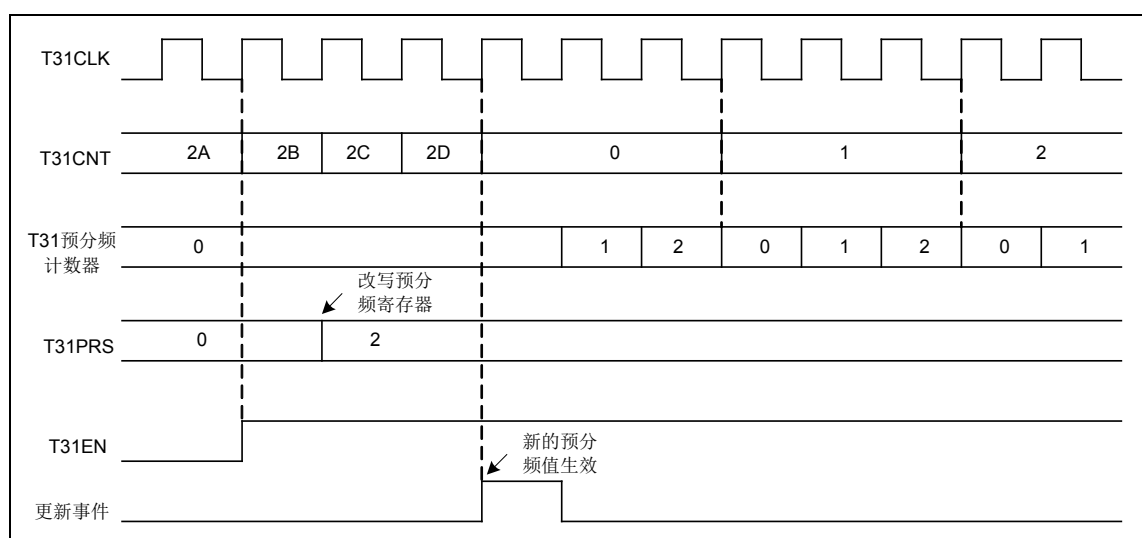 T31CLK
T31CNT 2A 2B 2C 2D 0 1 2
T31预分频
计数器
0 1 2 0 1 2 0 1
改写预分
频寄存器
T31PRS 0 2
T31EN
新的预分
频值生效
更新事件